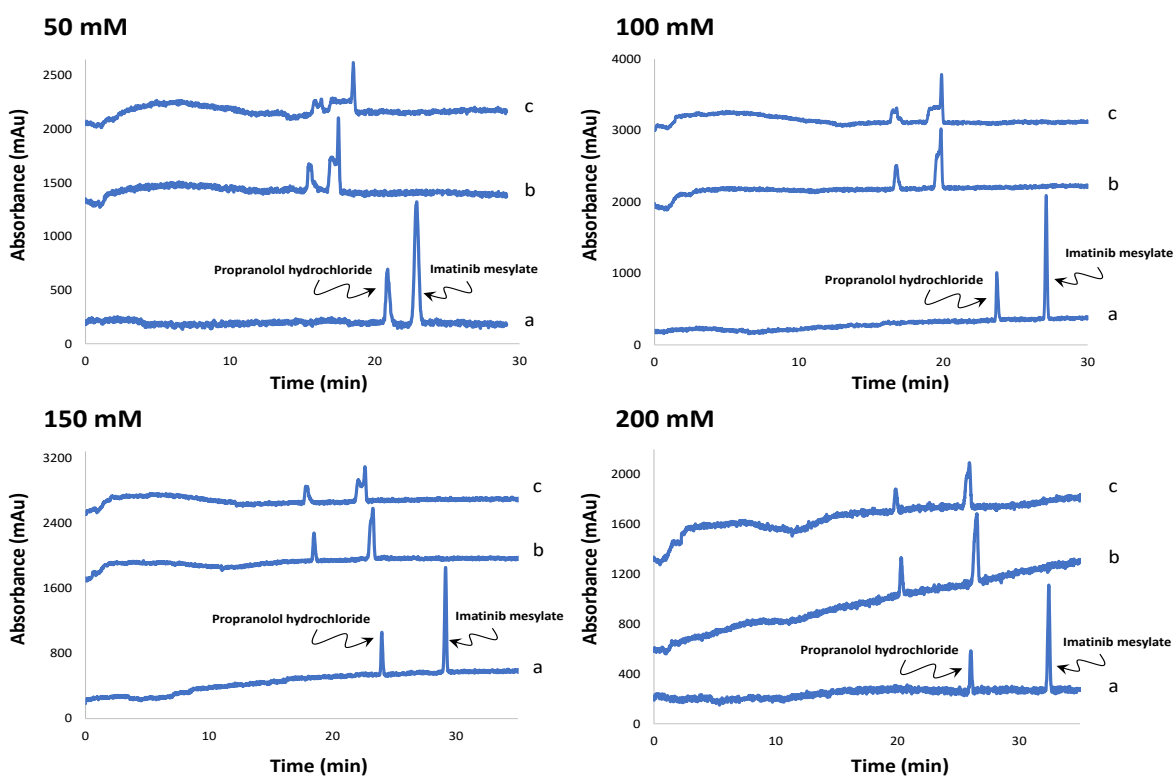 50 mM
Absorbance (mAu)
2500
2000
1500
1000
500
0
c
b
a
Propranolol hydrochloride
Imatinib mesylate
0 10 20 30
Time (min)
100 mM
Absorbance (mAu)
4000
3000
2000
1000
0
c
b
a
Propranolol hydrochloride
Imatinib mesylate
0 10 20 30
Time (min)
150 mM
Absorbance (mAu)
3200
2400
1600
800
0
c
b
a
Propranolol hydrochloride
Imatinib mesylate
0 10 20 30
Time (min)
200 mM
Absorbance (mAu)
2000
1600
1200
800
400
0
c
b
a
Propranolol hydrochloride
Imatinib mesylate
0 10 20 30
Time (min)